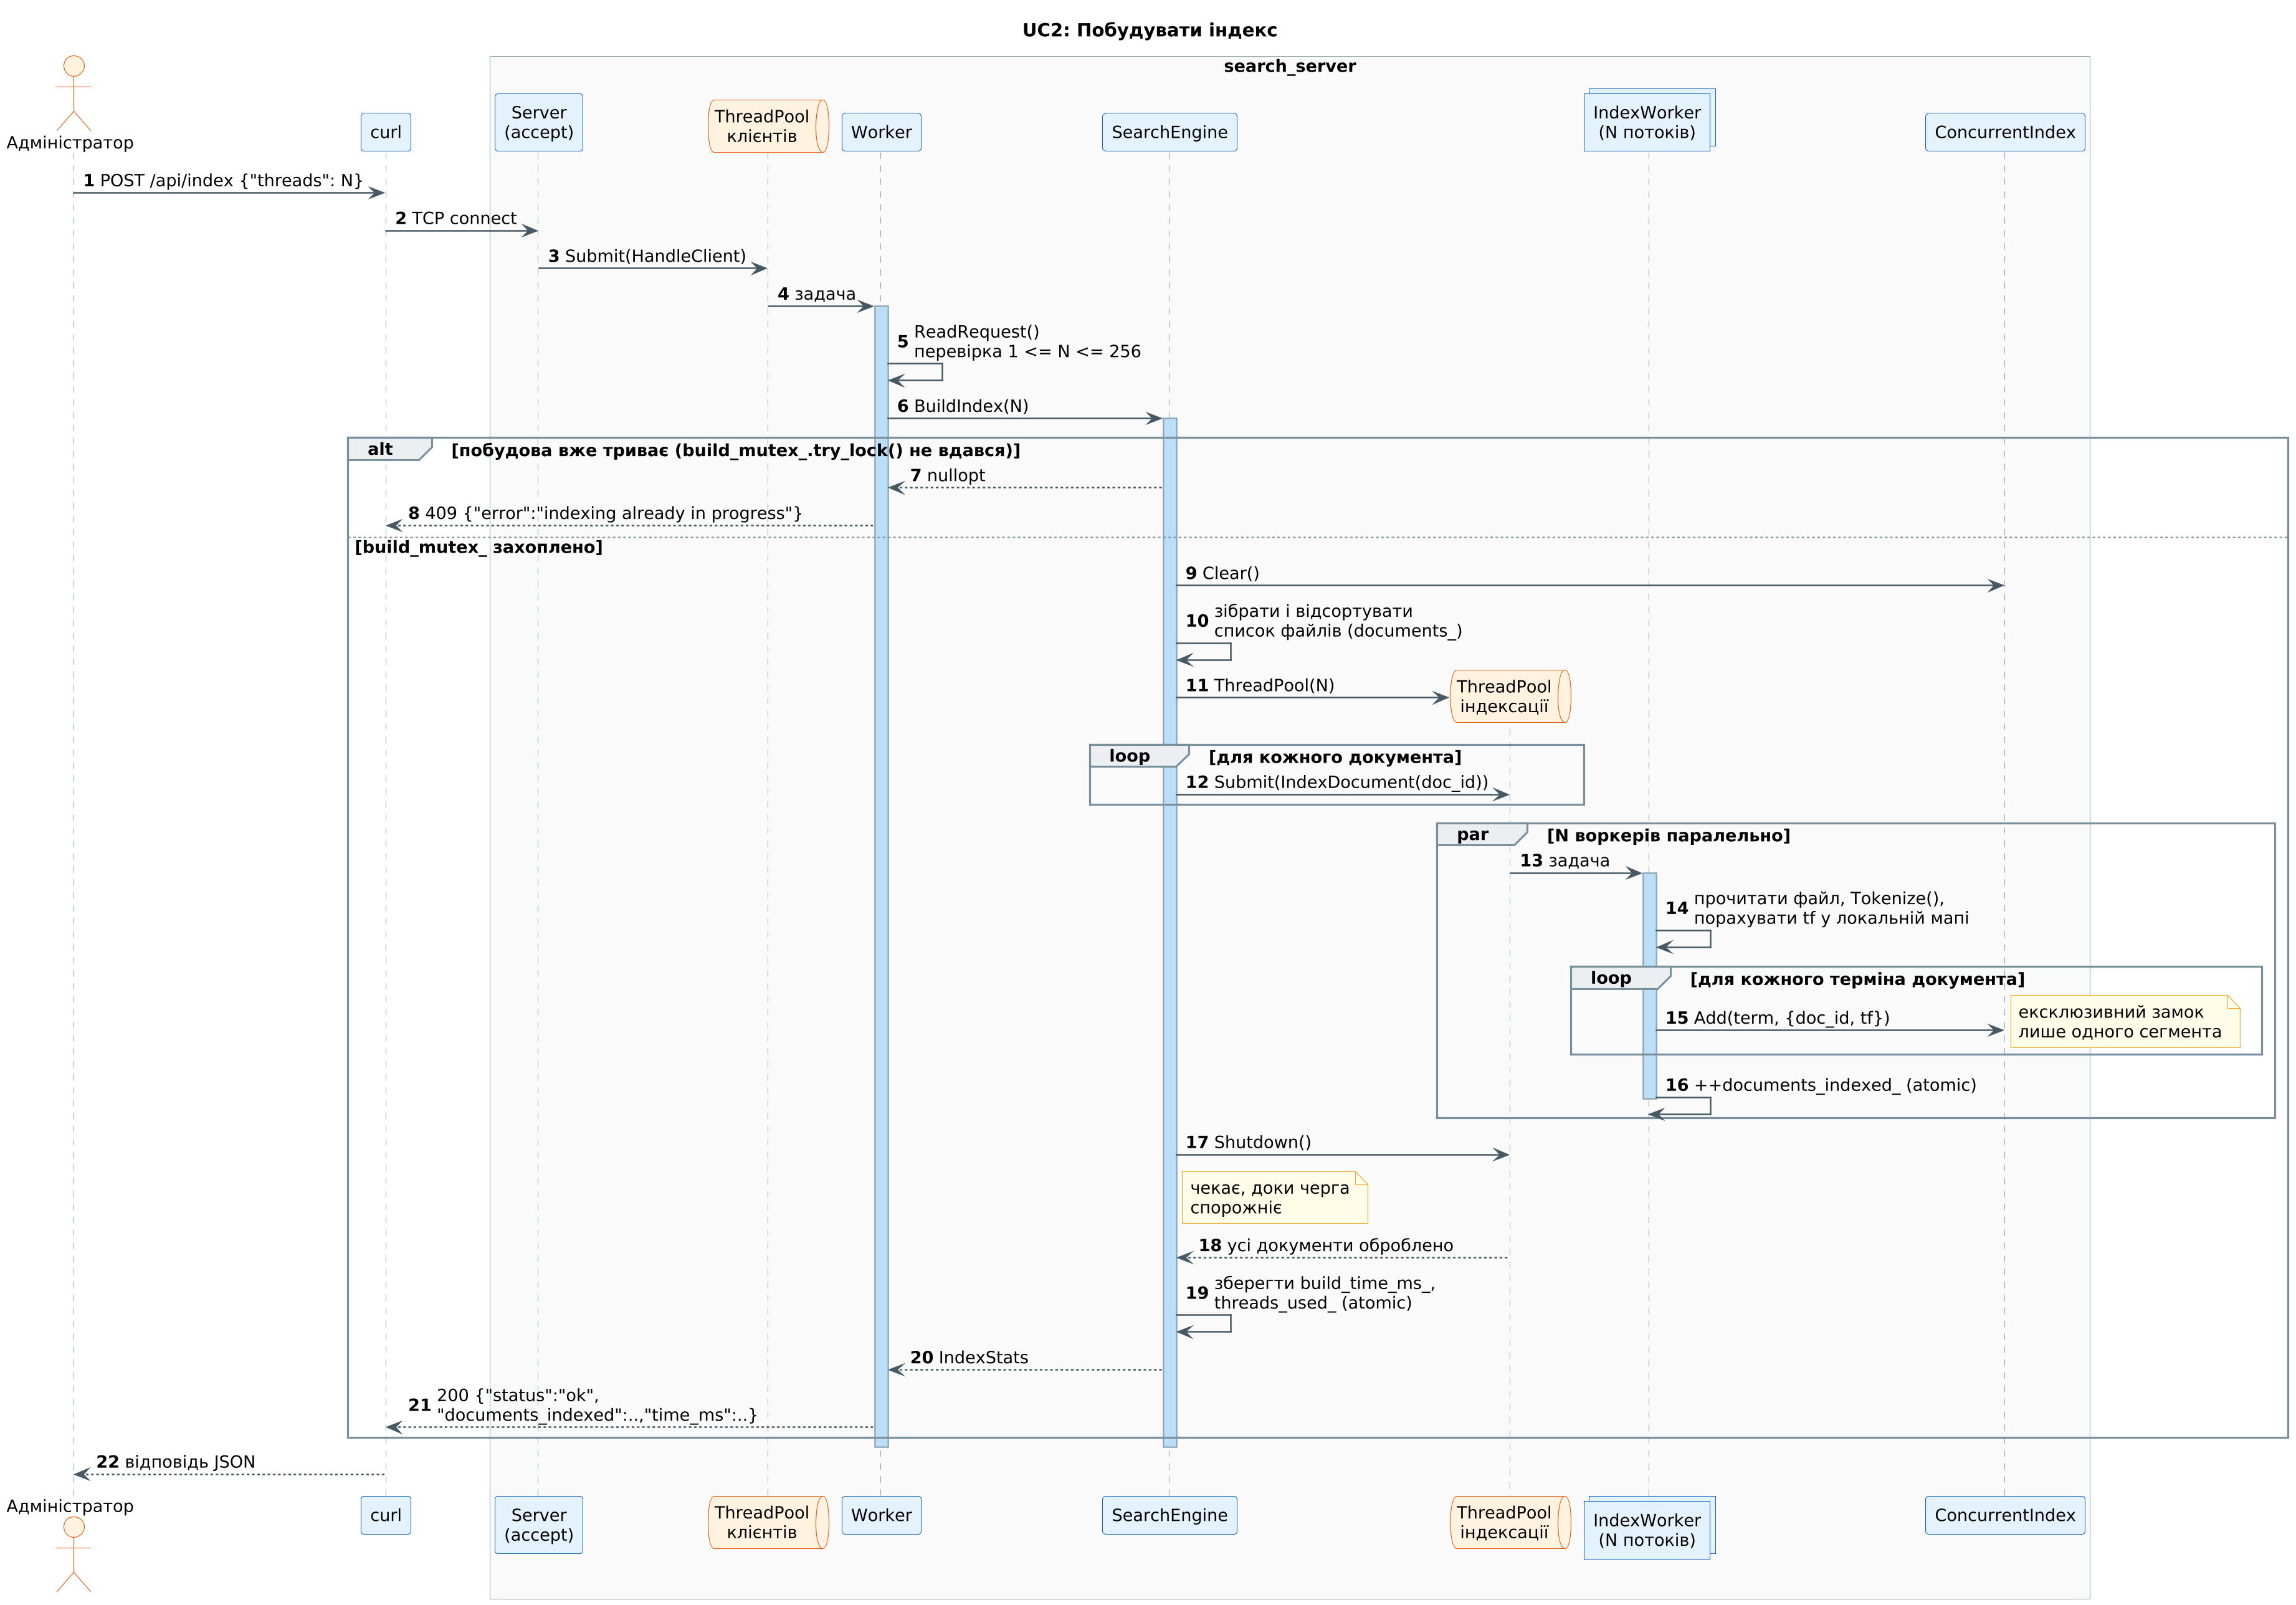 UC2: Побудувати індекс
search_server
Адміністратор
curl
Server
(accept)
ThreadPool
клієнтів
Worker
SearchEngine
IndexWorker
(N потоків)
ConcurrentIndex
1 POST /api/index {"threads": N}
2 TCP connect
3 Submit(HandleClient)
4 задача
5 ReadRequest()
перевірка 1 <= N <= 256
6 BuildIndex(N)
alt [побудова вже триває (build_mutex_.try_lock() не вдався)]
7 nullopt
8 409 {"error":"indexing already in progress"}
[build_mutex_ захоплено]
9 Clear()
10 зібрати і відсортувати
список файлів (documents_)
11 ThreadPool(N)
ThreadPool
індексації
loop [для кожного документа]
12 Submit(IndexDocument(doc_id))
par [N воркерів паралельно]
13 задача
14 прочитати файл, Tokenize(),
порахувати tf у локальній мапі
loop [для кожного терміна документа]
15 Add(term, {doc_id, tf})
ексклюзивний замок
лише одного сегмента
16 ++documents_indexed_ (atomic)
17 Shutdown()
чекає, доки черга
спорожніє
18 усі документи оброблено
19 зберегти build_time_ms_,
threads_used_ (atomic)
20 IndexStats
21 200 {"status":"ok",
"documents_indexed":..,"time_ms":..}
22 відповідь JSON
Адміністратор
curl
Server
(accept)
ThreadPool
клієнтів
Worker
SearchEngine
ThreadPool
індексації
IndexWorker
(N потоків)
ConcurrentIndex